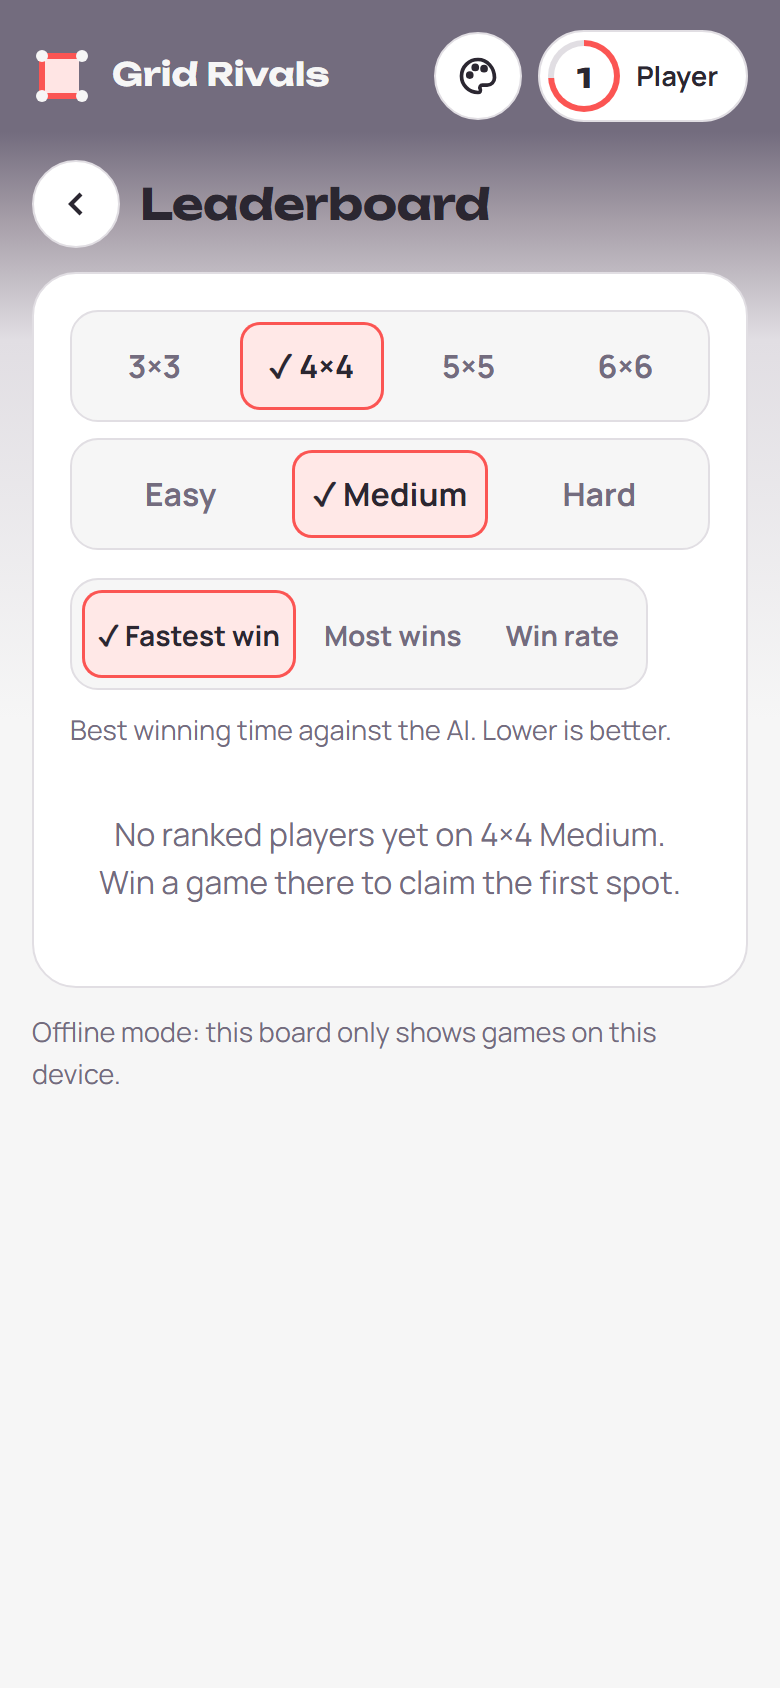 Grid Rivals
1 Player
Leaderboard
3×3 ✓ 4×4 5×5 6×6
Easy ✓ Medium Hard
✓ Fastest win Most wins Win rate
Best winning time against the AI. Lower is better.
No ranked players yet on 4×4 Medium.
Win a game there to claim the first spot.
Offline mode: this board only shows games on this
device.